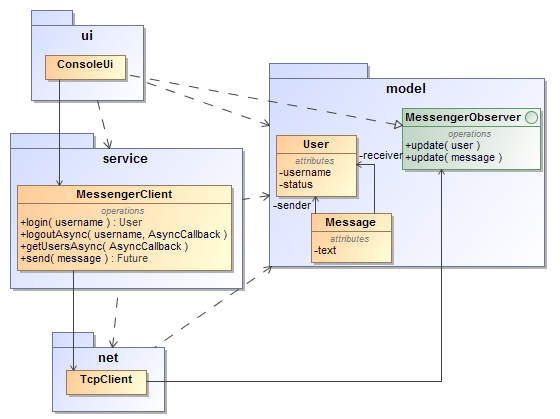 ui
ConsoleUi
model
MessengerObserver
operations
+update( user )
+update( message )
User
attributes
-username
-status
-receiver
-sender
Message
attributes
-text
service
MessengerClient
operations
+login( username ) : User
+logoutAsync( username, AsyncCallback )
+getUsersAsync( AsyncCallback )
+send( message ) : Future
net
TcpClient